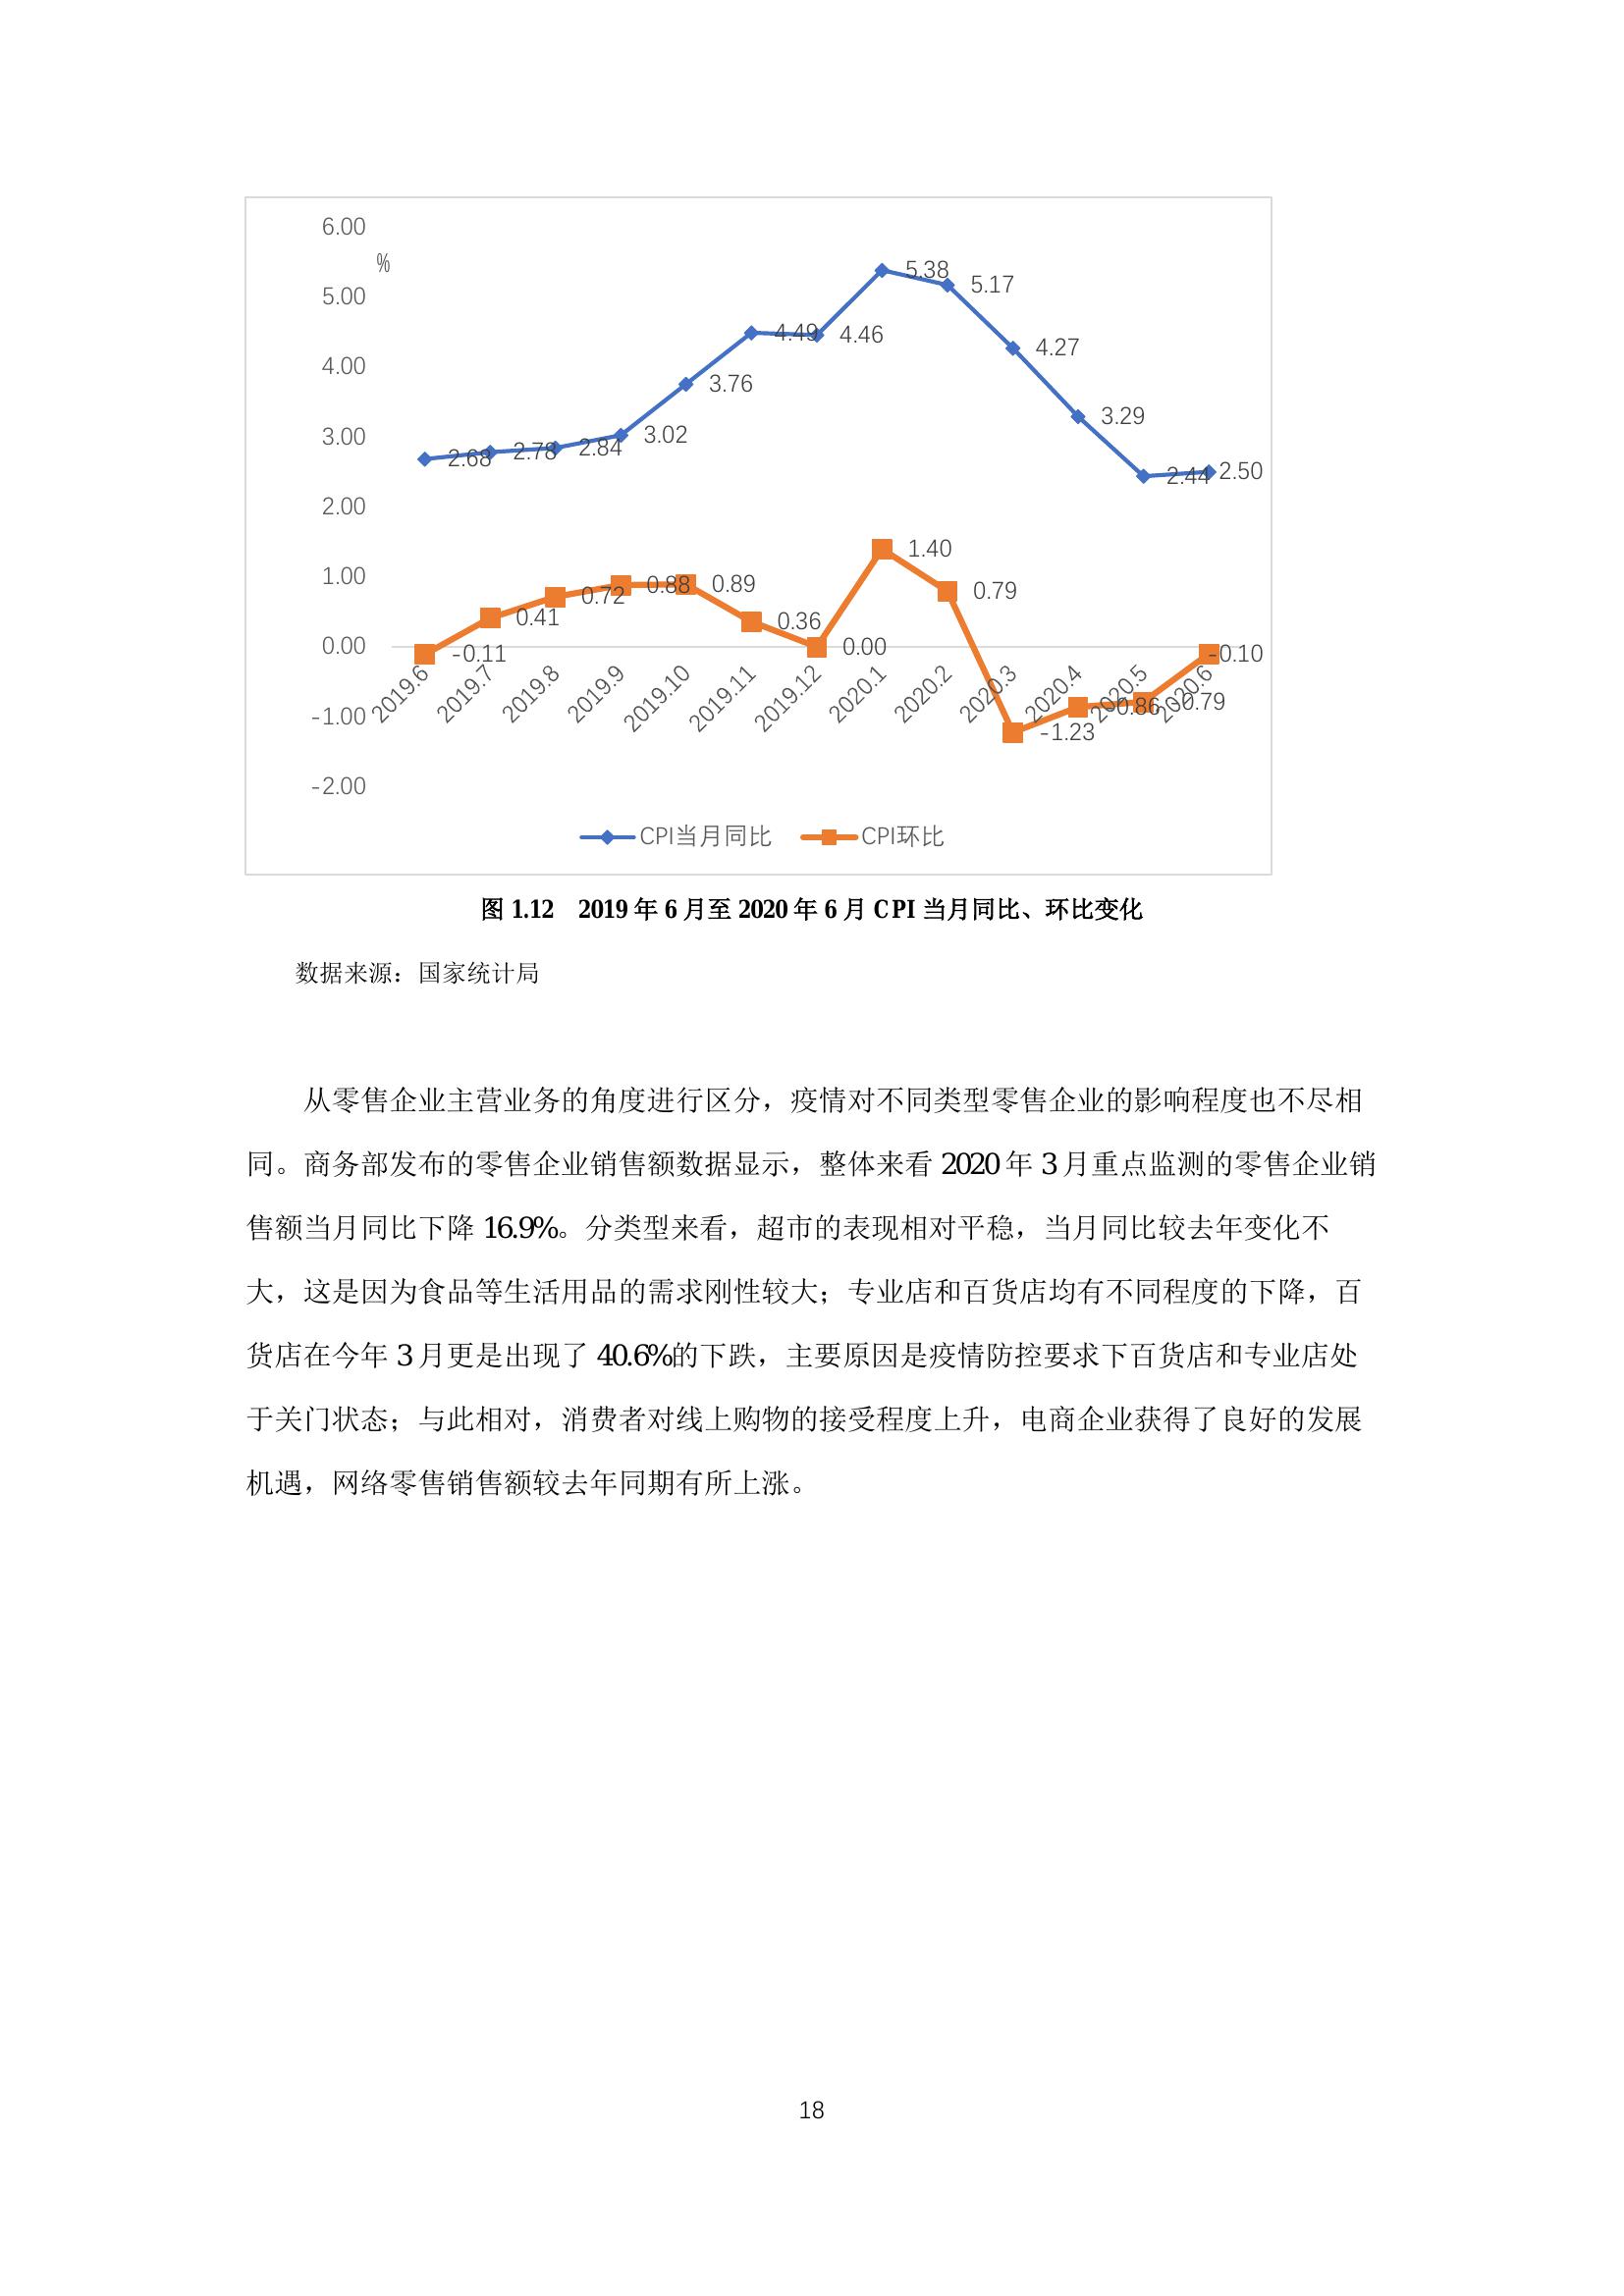 6.00
%
5.00
4.00
3.00
2.00
1.00
0.00
-1.00
-2.00
2.68 2.78 2.84 3.02 3.76 4.49 4.46 5.38 5.17 4.27 3.29 2.44 2.50
-0.11 0.41 0.72 0.88 0.89 0.36 0.00 1.40 0.79 -1.23 -0.86 -0.79 -0.10
2019.6 2019.7 2019.8 2019.9 2019.10 2019.11 2019.12 2020.1 2020.2 2020.3 2020.4 2020.5 2020.6
CPI当月同比 CPI环比
图 1.12 2019 年 6 月至 2020 年 6 月 CPI 当月同比、环比变化
数据来源：国家统计局
从零售企业主营业务的角度进行区分，疫情对不同类型零售企业的影响程度也不尽相
同。商务部发布的零售企业销售额数据显示，整体来看 2020 年 3 月重点监测的零售企业销
售额当月同比下降 16.9%。分类型来看，超市的表现相对平稳，当月同比较去年变化不
大，这是因为食品等生活用品的需求刚性较大；专业店和百货店均有不同程度的下降，百
货店在今年 3 月更是出现了 40.6%的下跌，主要原因是疫情防控要求下百货店和专业店处
于关门状态；与此相对，消费者对线上购物的接受程度上升，电商企业获得了良好的发展
机遇，网络零售销售额较去年同期有所上涨。
18